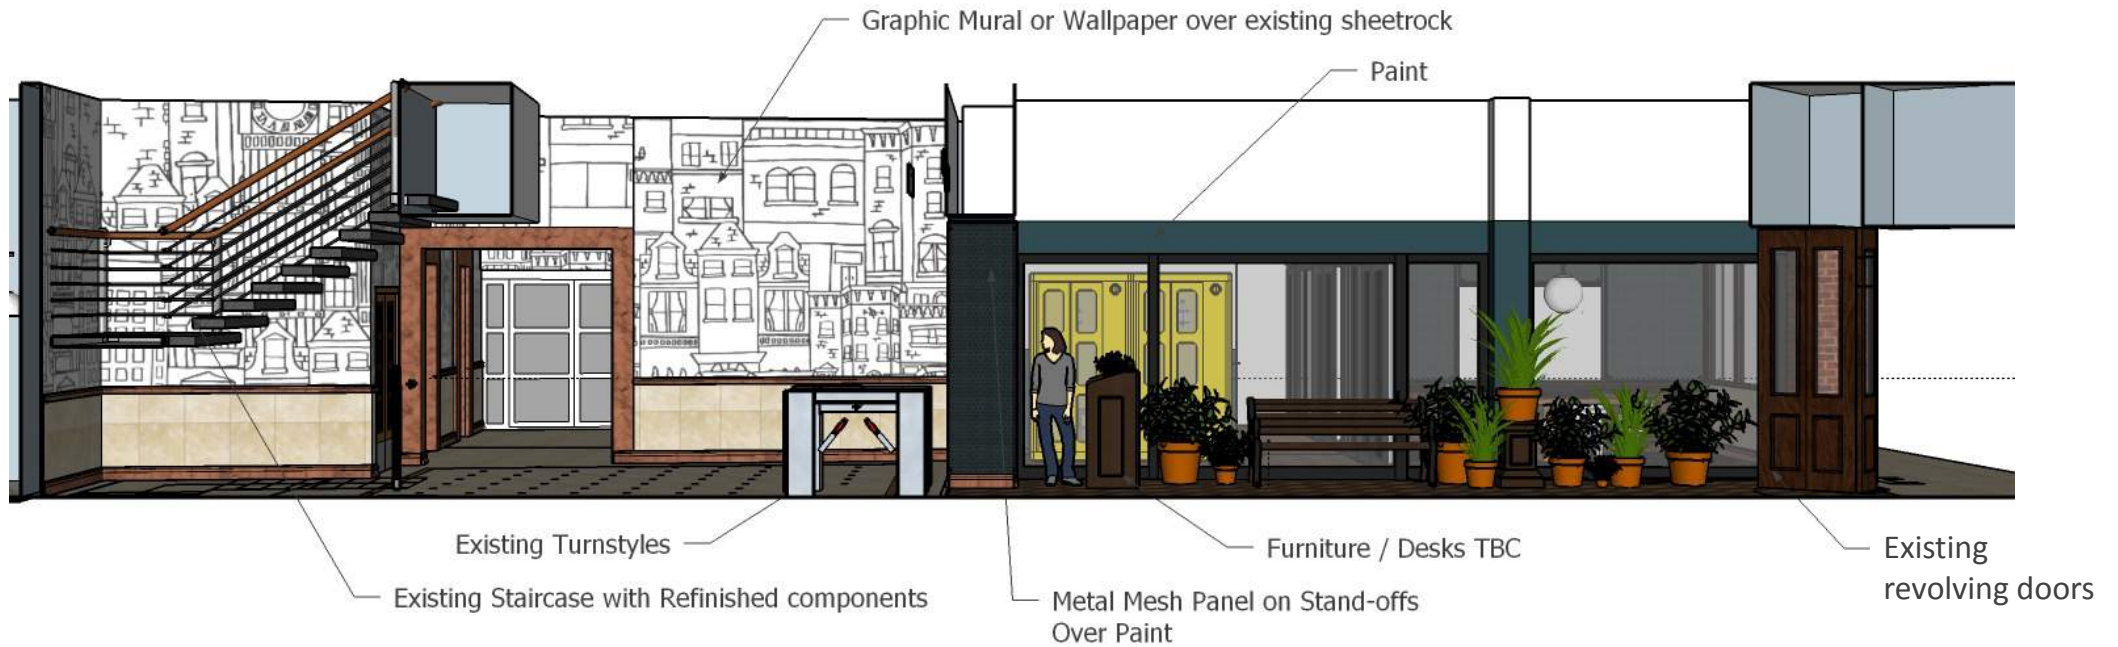 Graphic Mural or Wallpaper over existing sheetrock
Paint
Existing Turnstyles
Furniture / Desks TBC
Existing
revolving doors
Existing Staircase with Refinished components
Metal Mesh Panel on Stand-offs
Over Paint